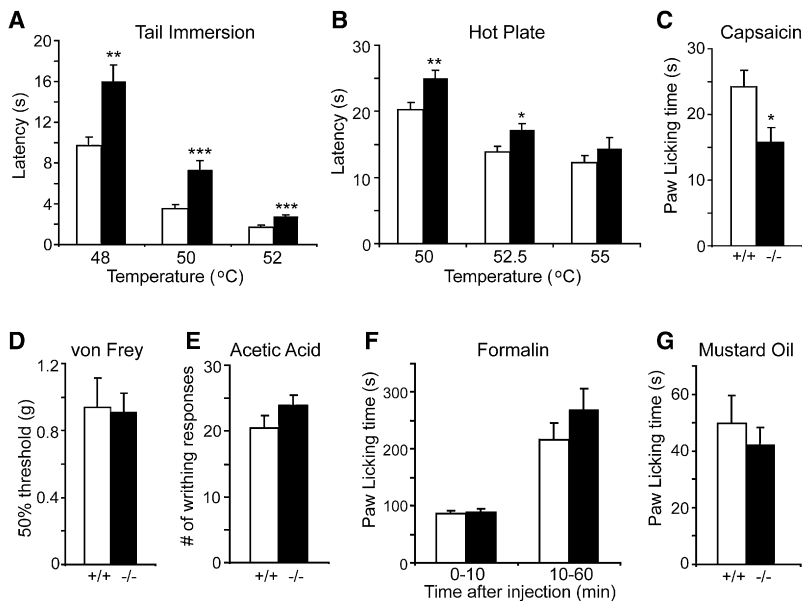 A
Tail Immersion
Latency (s)
20
16
12
8
4
0
**
***
***
48
50
52
Temperature (°C)
B
Hot Plate
Latency (s)
30
20
10
0
**
*
50
52.5
55
Temperature (°C)
C
Capsaicin
Paw Licking time (s)
30
15
0
*
+/+ -/-
D
von Frey
50% threshold (g)
1.2
0.8
0.4
0
+/+ -/-
E
Acetic Acid
# of writhing responses
30
20
10
0
+/+ -/-
F
Formalin
Paw Licking time (s)
300
200
100
0
0-10
10-60
Time after injection (min)
G
Mustard Oil
Paw Licking time (s)
60
40
20
0
+/+ -/-